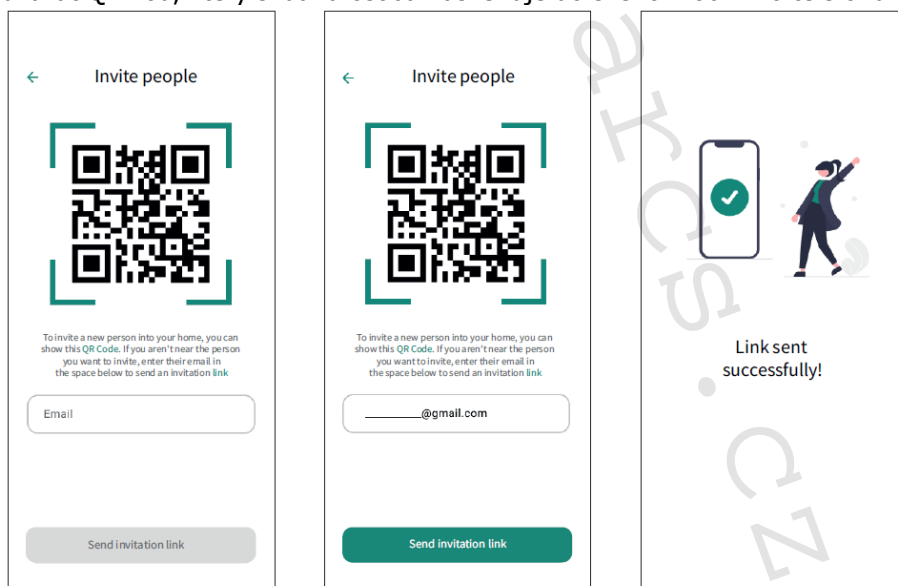 Invite people
To invite a new person into your home, you can
show this QR Code. If you aren't near the person
you want to invite, enter their email in
the space below to send an invitation link
Email
Send invitation link
Invite people
To invite a new person into your home, you can
show this QR Code. If you aren't near the person
you want to invite, enter their email in
the space below to send an invitation link
_________@gmail.com
Send invitation link
Link sent
successfully!
arcs.cz